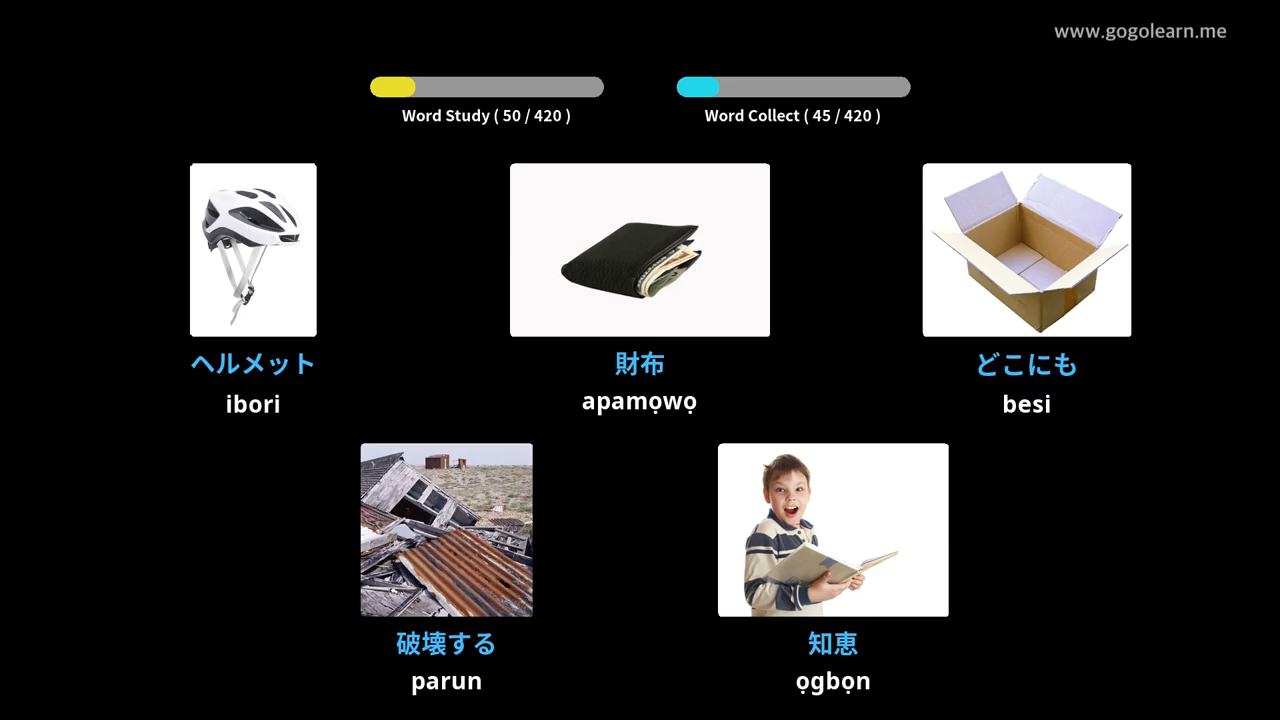 www.gogolearn.me
Word Study ( 50 / 420 )
Word Collect ( 45 / 420 )
ヘルメット
ibori
財布
apamọwọ
どこにも
besi
破壊する
parun
知恵
ọgbọn